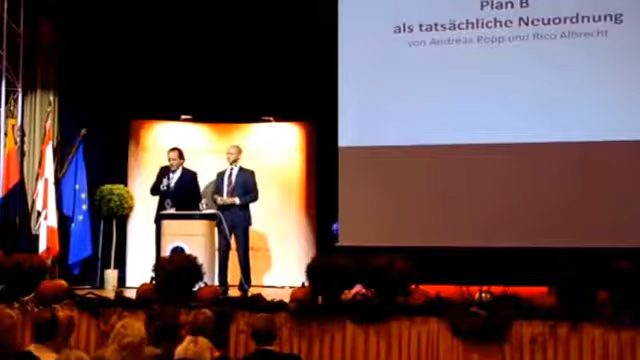 Plan B
als tatsächliche Neuordnung
von Andreas Popp und Rico Albrecht